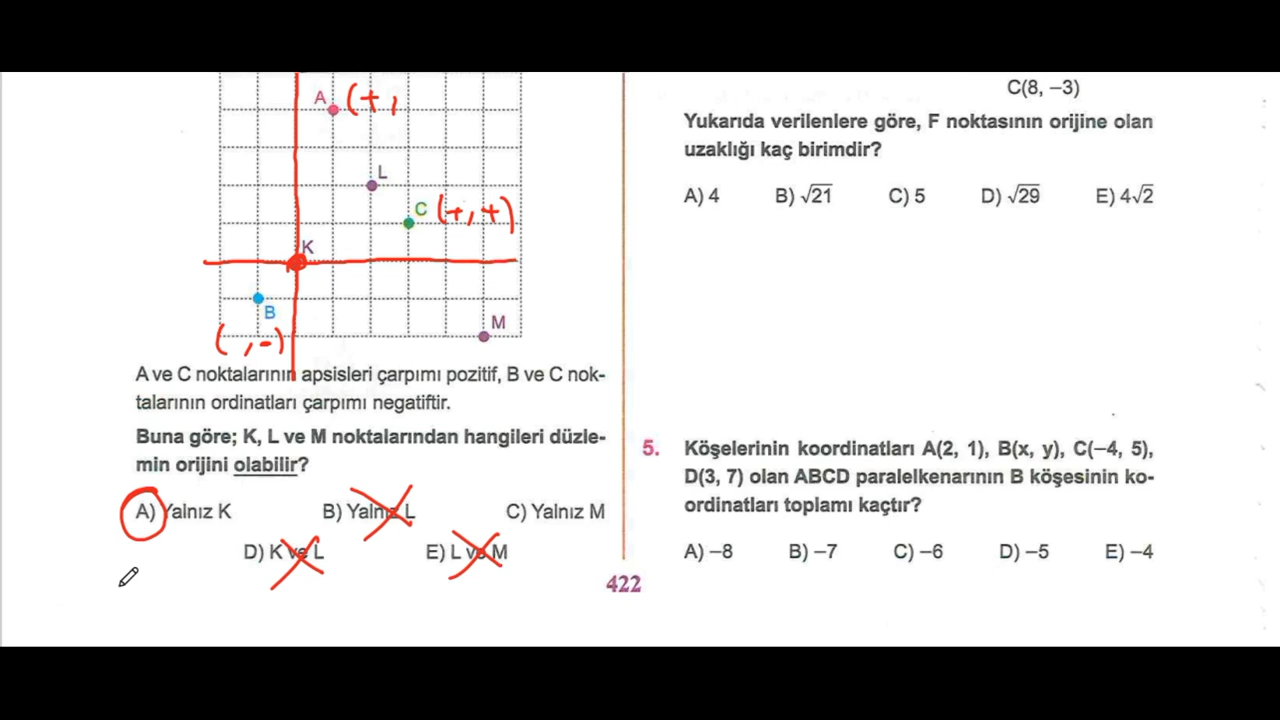 A (+,
L
C (+,+)
K
B
(  ,-)
M
A ve C noktalarının apsisleri çarpımı pozitif, B ve C nok-
talarının ordinatları çarpımı negatiftir.
Buna göre; K, L ve M noktalarından hangileri düzle-
min orijini olabilir?
A) Yalnız K B) Yalnız L C) Yalnız M
D) K ve L E) L ve M
C(8, −3)
Yukarıda verilenlere göre, F noktasının orijine olan
uzaklığı kaç birimdir?
A) 4 B) √21 C) 5 D) √29 E) 4√2
5. Köşelerinin koordinatları A(2, 1), B(x, y), C(−4, 5),
D(3, 7) olan ABCD paralelkenarının B köşesinin ko-
ordinatları toplamı kaçtır?
A) −8 B) −7 C) −6 D) −5 E) −4
422